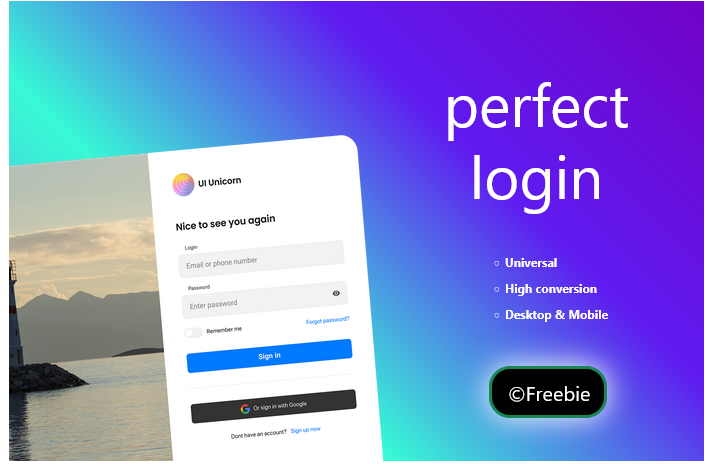 perfect
login
Universal
High conversion
Desktop & Mobile
©Freebie
UI Unicorn
Nice to see you again
Login
Email or phone number
Password
Enter password
Remember me
Forgot password?
Sign in
Or sign in with Google
Dont have an account? Sign up now